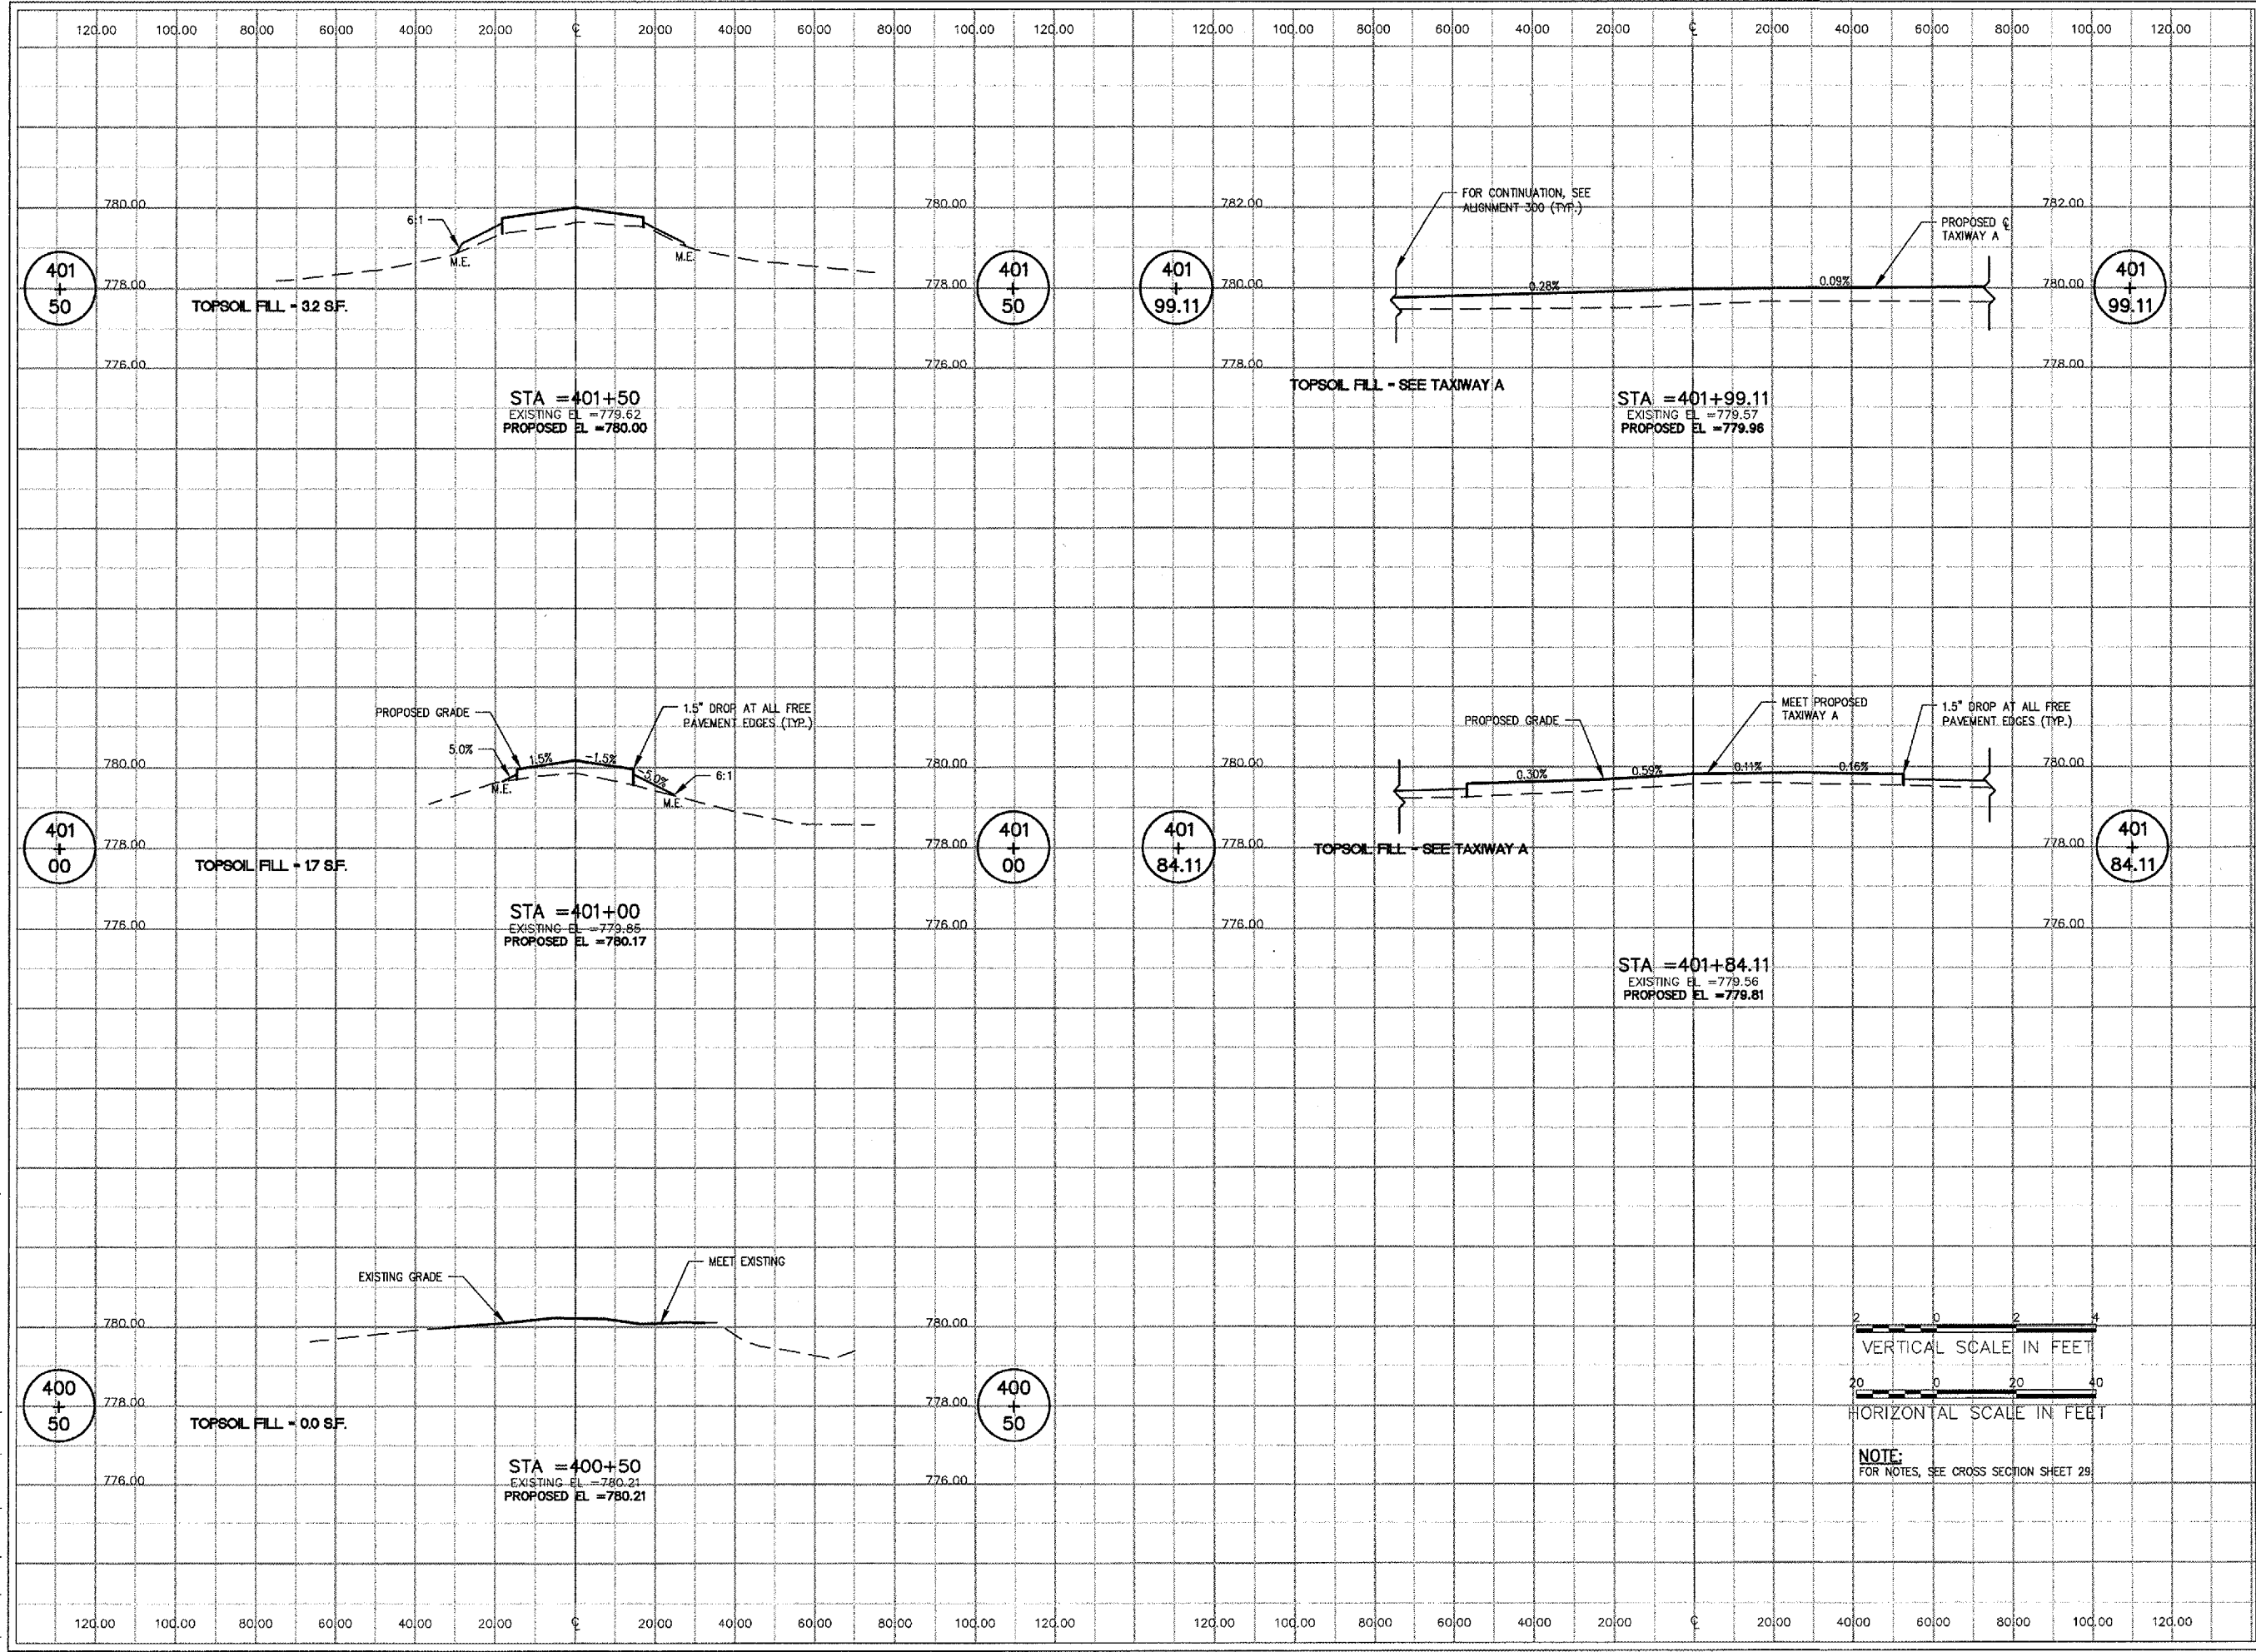 120.00 100.00 80.00 60.00 40.00 20.00 ℄ 20.00 40.00 60.00 80.00 100.00 120.00
120.00 100.00 80.00 60.00 40.00 20.00 ℄ 20.00 40.00 60.00 80.00 100.00 120.00
780.00
780.00
6:1
M.E.
M.E.
401
+
50
778.00
778.00
401
+
50
TOPSOIL FILL = 3.2 S.F.
776.00
776.00
STA =401+50
EXISTING EL =779.62
PROPOSED EL =780.00
FOR CONTINUATION, SEE
ALIGNMENT 300 (TYP.)
782.00
782.00
PROPOSED ℄
TAXIWAY A
401
+
99.11
780.00
0.28%
0.09%
780.00
401
+
99.11
778.00
778.00
TOPSOIL FILL - SEE TAXIWAY A
STA =401+99.11
EXISTING EL =779.57
PROPOSED EL =779.96
PROPOSED GRADE
1.5" DROP AT ALL FREE
PAVEMENT EDGES (TYP.)
5.0%
1.5%
-1.5%
-5.0%
6:1
780.00
780.00
M.E.
M.E.
401
+
00
778.00
778.00
401
+
00
TOPSOIL FILL = 1.7 S.F.
776.00
776.00
STA =401+00
EXISTING EL =779.85
PROPOSED EL =780.17
PROPOSED GRADE
MEET PROPOSED
TAXIWAY A
1.5" DROP AT ALL FREE
PAVEMENT EDGES (TYP.)
780.00
0.30%
0.59%
0.11%
0.16%
780.00
401
+
84.11
778.00
778.00
401
+
84.11
TOPSOIL FILL - SEE TAXIWAY A
776.00
776.00
STA =401+84.11
EXISTING EL =779.56
PROPOSED EL =779.81
EXISTING GRADE
MEET EXISTING
780.00
780.00
400
+
50
778.00
778.00
400
+
50
TOPSOIL FILL = 0.0 S.F.
776.00
776.00
STA =400+50
EXISTING EL =780.21
PROPOSED EL =780.21
2 0 2 4
VERTICAL SCALE IN FEET
20 0 20 40
HORIZONTAL SCALE IN FEET
NOTE:
FOR NOTES, SEE CROSS SECTION SHEET 29.
120.00 100.00 80.00 60.00 40.00 20.00 ℄ 20.00 40.00 60.00 80.00 100.00 120.00
120.00 100.00 80.00 60.00 40.00 20.00 ℄ 20.00 40.00 60.00 80.00 100.00 120.00